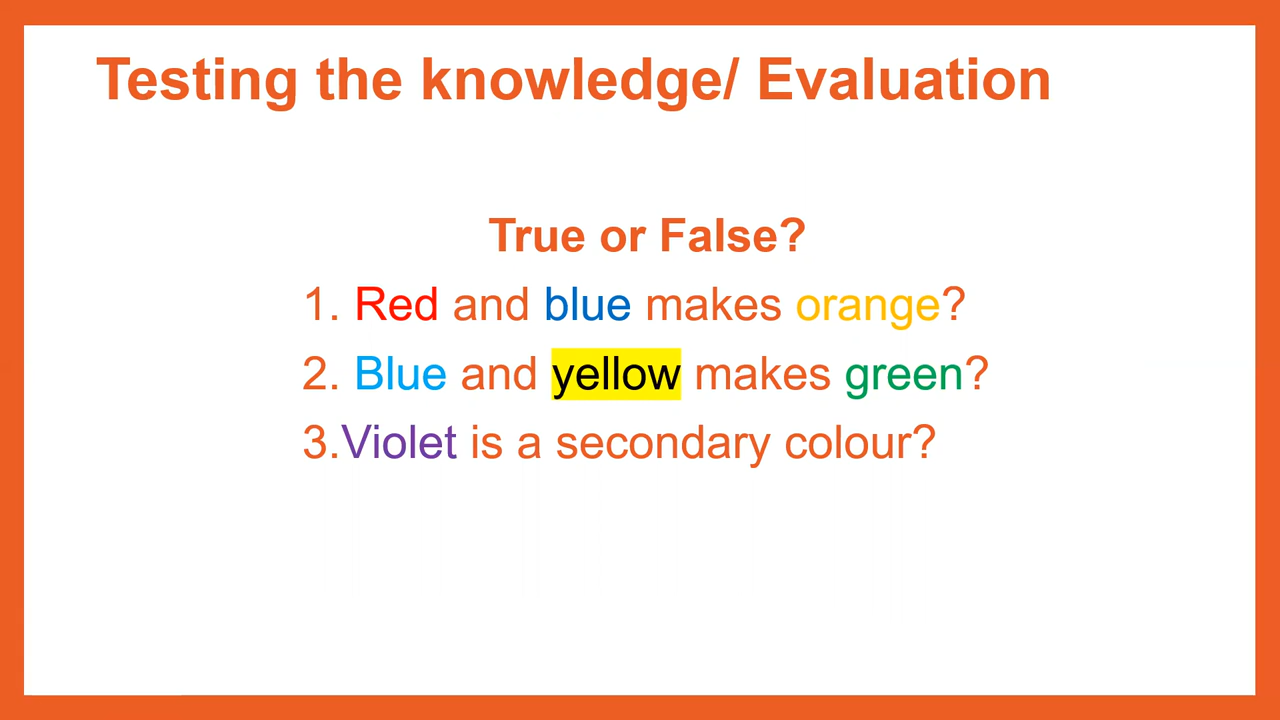 Testing the knowledge/ Evaluation
True or False?
1. Red and blue makes orange?
2. Blue and yellow makes green?
3.Violet is a secondary colour?